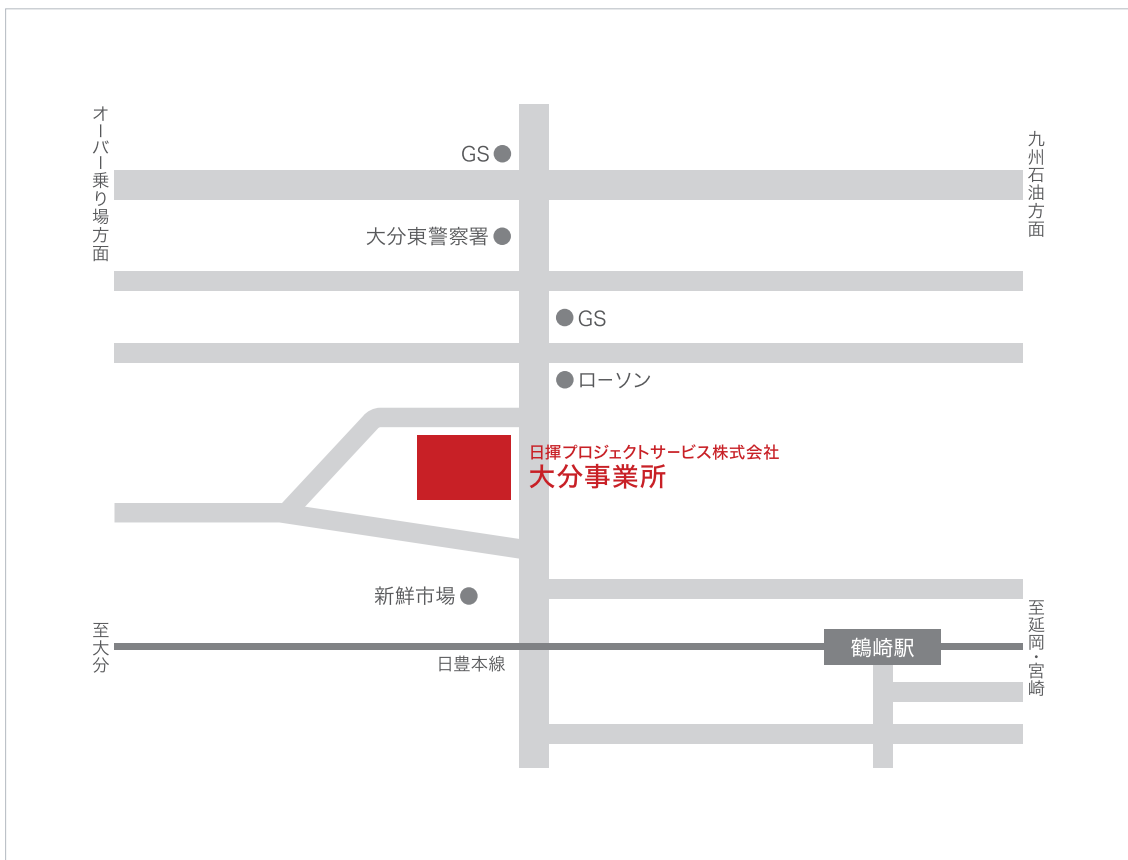 オーバー乗り場方面
九州石油方面
GS
大分東警察署
GS
ローソン
日揮プロジェクトサービス株式会社
大分事業所
新鮮市場
至大分
日豊本線
鶴崎駅
至延岡・宮崎